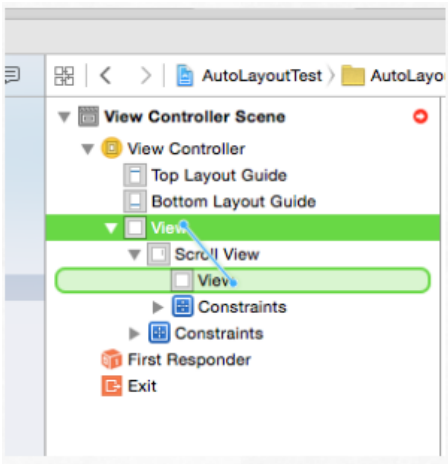 AutoLayoutTest
AutoLayo
View Controller Scene
View Controller
Top Layout Guide
Bottom Layout Guide
View
Scroll View
View
Constraints
Constraints
First Responder
Exit